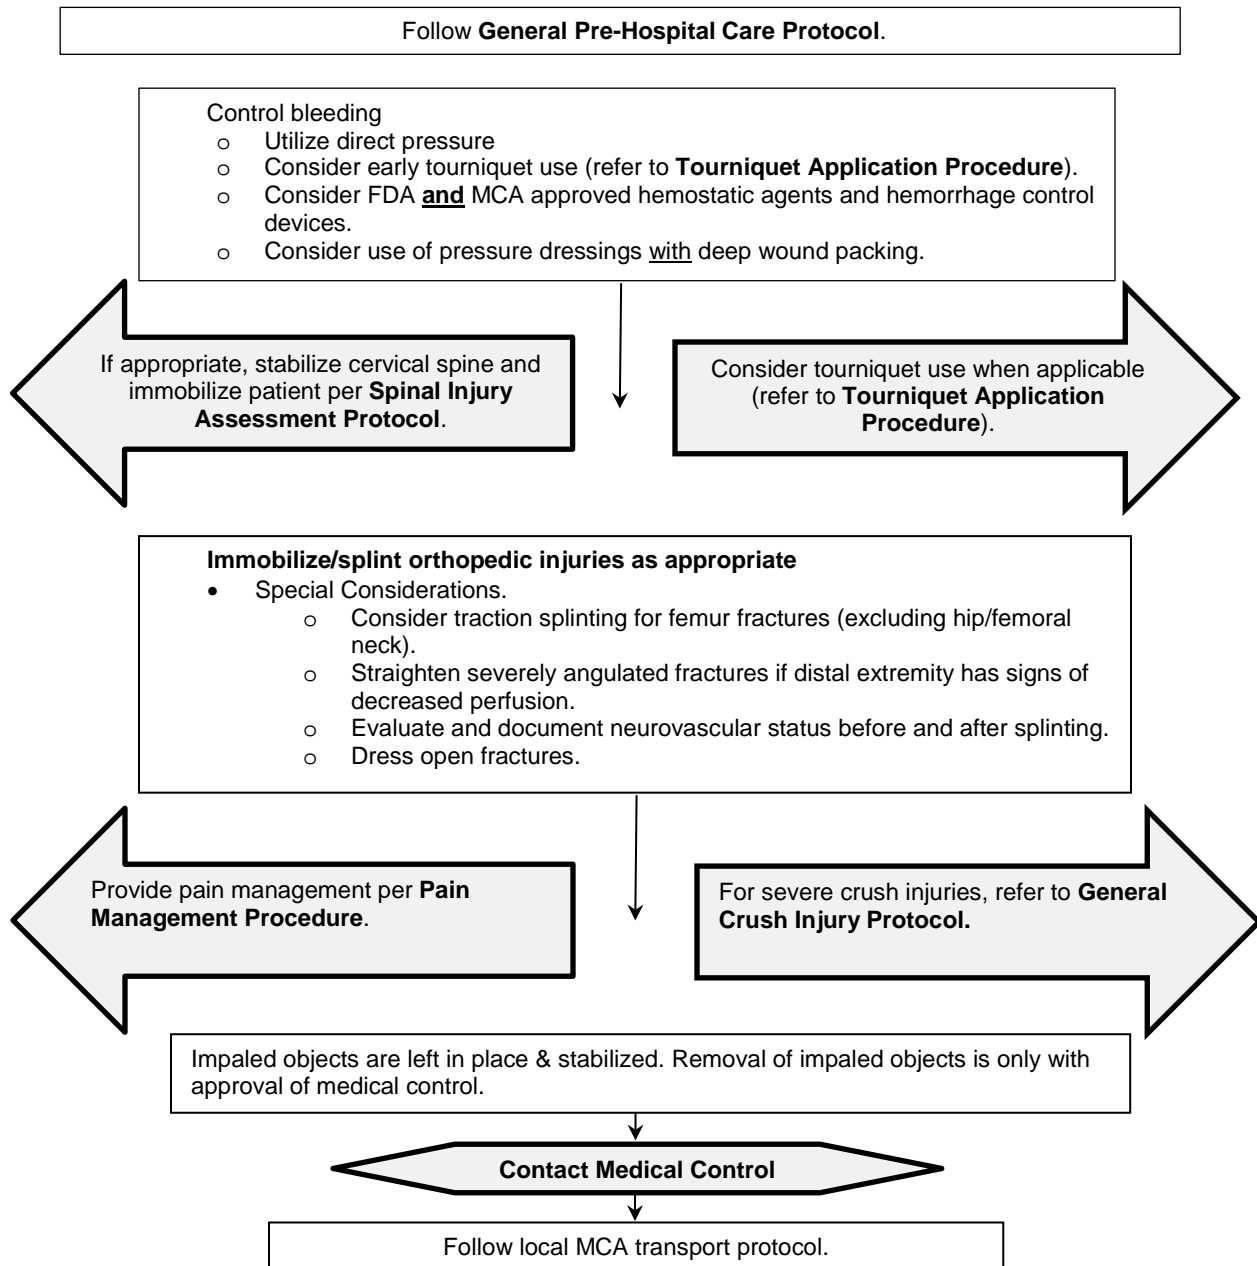 Follow General Pre-Hospital Care Protocol.
Control bleeding
o Utilize direct pressure
o Consider early tourniquet use (refer to Tourniquet Application Procedure).
o Consider FDA and MCA approved hemostatic agents and hemorrhage control
devices.
o Consider use of pressure dressings with deep wound packing.
If appropriate, stabilize cervical spine and
immobilize patient per Spinal Injury
Assessment Protocol.
Consider tourniquet use when applicable
(refer to Tourniquet Application
Procedure).
Immobilize/splint orthopedic injuries as appropriate
• Special Considerations.
o Consider traction splinting for femur fractures (excluding hip/femoral
neck).
o Straighten severely angulated fractures if distal extremity has signs of
decreased perfusion.
o Evaluate and document neurovascular status before and after splinting.
o Dress open fractures.
Provide pain management per Pain
Management Procedure.
For severe crush injuries, refer to General
Crush Injury Protocol.
Impaled objects are left in place & stabilized. Removal of impaled objects is only with
approval of medical control.
Contact Medical Control
Follow local MCA transport protocol.